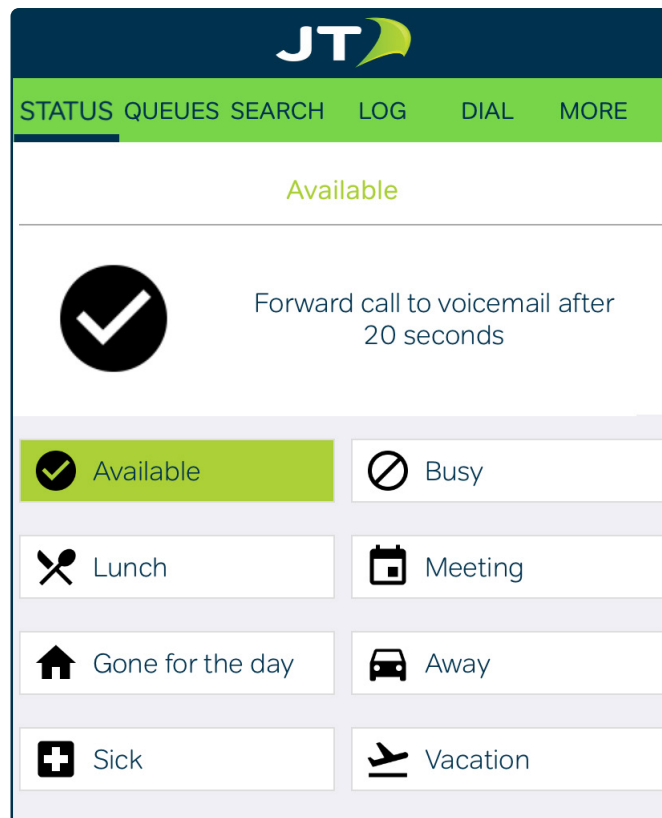 JT
STATUS QUEUES SEARCH LOG DIAL MORE
Available
Forward call to voicemail after
20 seconds
Available
Busy
Lunch
Meeting
Gone for the day
Away
Sick
Vacation